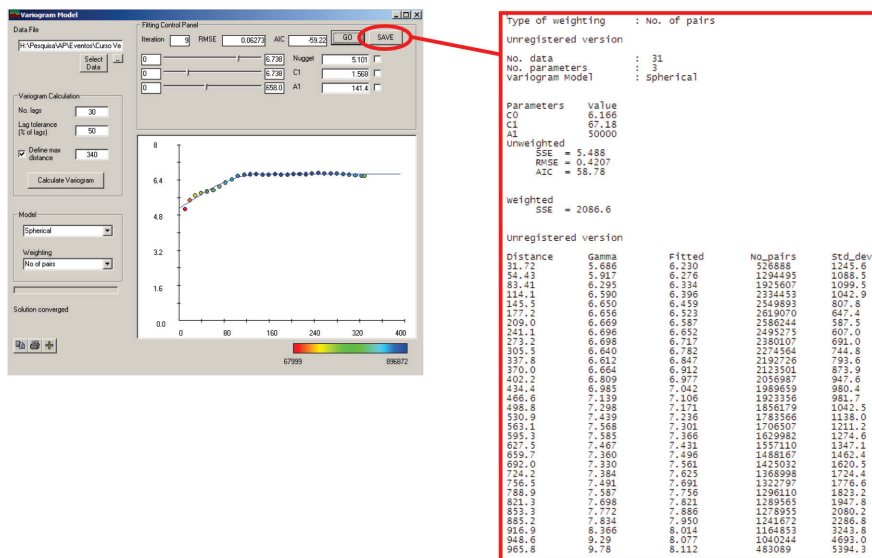 Variogram Model
Data File
H:\Pesquisa\AP\Eventos\Curso Ve
Select Data
..
Variogram Calculation
No. lags 30
Lag tolerance (% of lags) 50
Define max distance 340
Calculate Variogram
Model
Spherical
Weighting
No of pairs
Solution converged
Fitting Control Panel
Iteration 9 RMSE 0.06273 AIC -59.22 GO SAVE
0 6.738 Nugget 5.101
0 6.738 C1 1.568
0 658.0 A1 141.4
8
6.4
4.8
3.2
1.6
0.0
0 80 160 240 320 400
67999 896872
Type of weighting : No. of pairs
Unregistered version
No. data : 31
No. parameters : 3
Variogram Model : Spherical
Parameters Value
C0 6.166
C1 67.18
A1 50000
Unweighted
SSE = 5.488
RMSE = 0.4207
AIC = 58.78
Weighted
SSE = 2086.6
Unregistered version
Distance Gamma Fitted No_pairs Std_dev
31.72 5.686 6.230 526888 1245.6
54.43 5.917 6.276 1294495 1088.5
83.41 6.295 6.334 1925607 1099.5
114.1 6.590 6.396 2334453 1042.9
145.5 6.650 6.459 2549893 807.8
177.2 6.656 6.523 2619070 647.4
209.0 6.669 6.587 2586244 587.5
241.1 6.696 6.652 2495275 607.0
273.2 6.698 6.717 2380107 691.0
305.5 6.640 6.782 2274564 744.8
337.8 6.612 6.847 2192726 793.6
370.0 6.664 6.912 2123501 873.9
402.2 6.809 6.977 2056987 947.6
434.4 6.985 7.042 1989659 980.4
466.6 7.139 7.106 1923356 981.7
498.8 7.298 7.171 1856179 1042.5
530.9 7.439 7.236 1783566 1138.0
563.1 7.568 7.301 1706507 1211.2
595.3 7.585 7.366 1629982 1274.6
627.5 7.467 7.431 1557110 1347.1
659.7 7.360 7.496 1488167 1462.4
692.0 7.330 7.561 1425032 1620.5
724.2 7.384 7.625 1368998 1724.4
756.5 7.491 7.691 1322797 1776.6
788.9 7.587 7.756 1296110 1823.2
821.3 7.698 7.821 1289565 1947.8
853.3 7.772 7.886 1278955 2080.2
885.2 7.834 7.950 1241672 2286.8
916.9 8.366 8.014 1164853 3243.8
948.6 9.29 8.077 1040244 4693.0
965.8 9.78 8.112 483089 5394.3